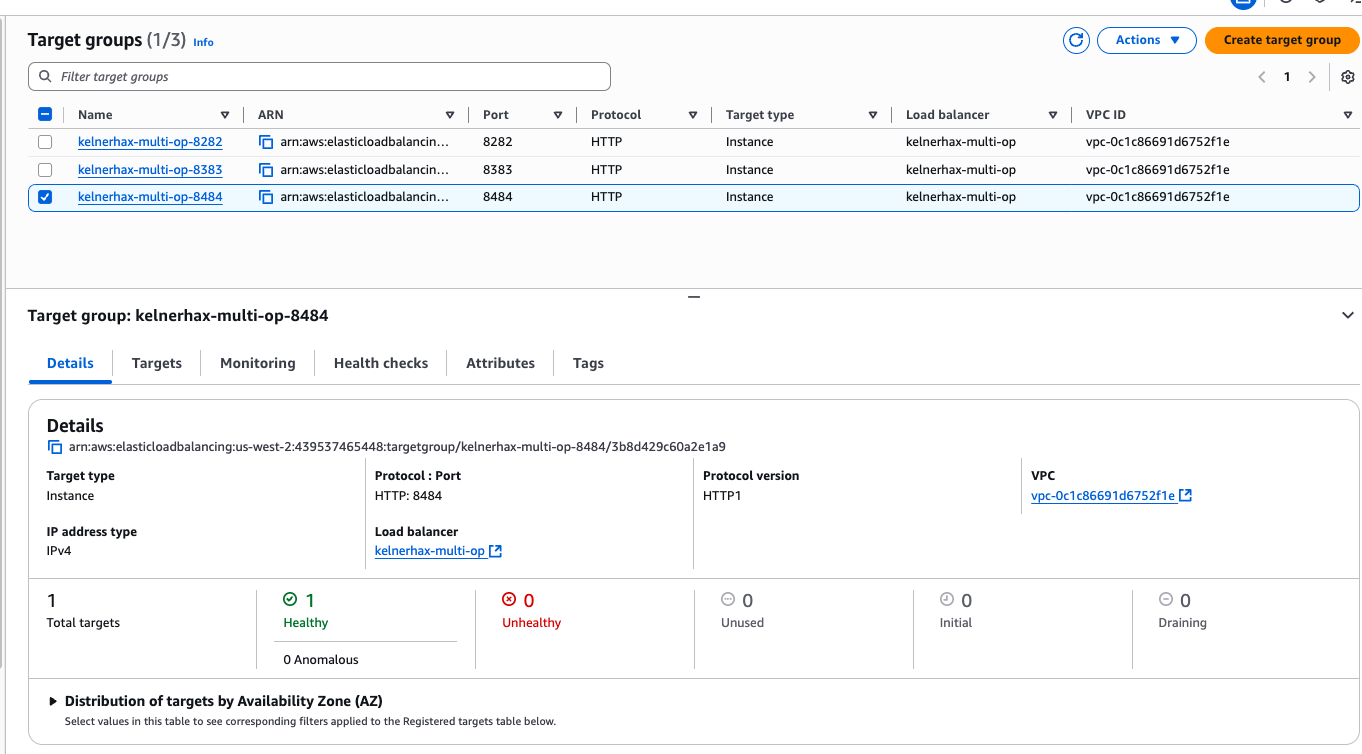 Target groups (1/3) Info
Actions
Create target group
Filter target groups
1
Name ARN Port Protocol Target type Load balancer VPC ID
kelnerhax-multi-op-8282 arn:aws:elasticloadbalancin... 8282 HTTP Instance kelnerhax-multi-op vpc-0c1c86691d6752f1e
kelnerhax-multi-op-8383 arn:aws:elasticloadbalancin... 8383 HTTP Instance kelnerhax-multi-op vpc-0c1c86691d6752f1e
kelnerhax-multi-op-8484 arn:aws:elasticloadbalancin... 8484 HTTP Instance kelnerhax-multi-op vpc-0c1c86691d6752f1e
Target group: kelnerhax-multi-op-8484
Details Targets Monitoring Health checks Attributes Tags
Details
arn:aws:elasticloadbalancing:us-west-2:439537465448:targetgroup/kelnerhax-multi-op-8484/3b8d429c60a2e1a9
Target type Protocol : Port Protocol version VPC
Instance HTTP: 8484 HTTP1 vpc-0c1c86691d6752f1e
IP address type Load balancer
IPv4 kelnerhax-multi-op
1 1 0 0 0 0
Total targets Healthy Unhealthy Unused Initial Draining
0 Anomalous
Distribution of targets by Availability Zone (AZ)
Select values in this table to see corresponding filters applied to the Registered targets table below.